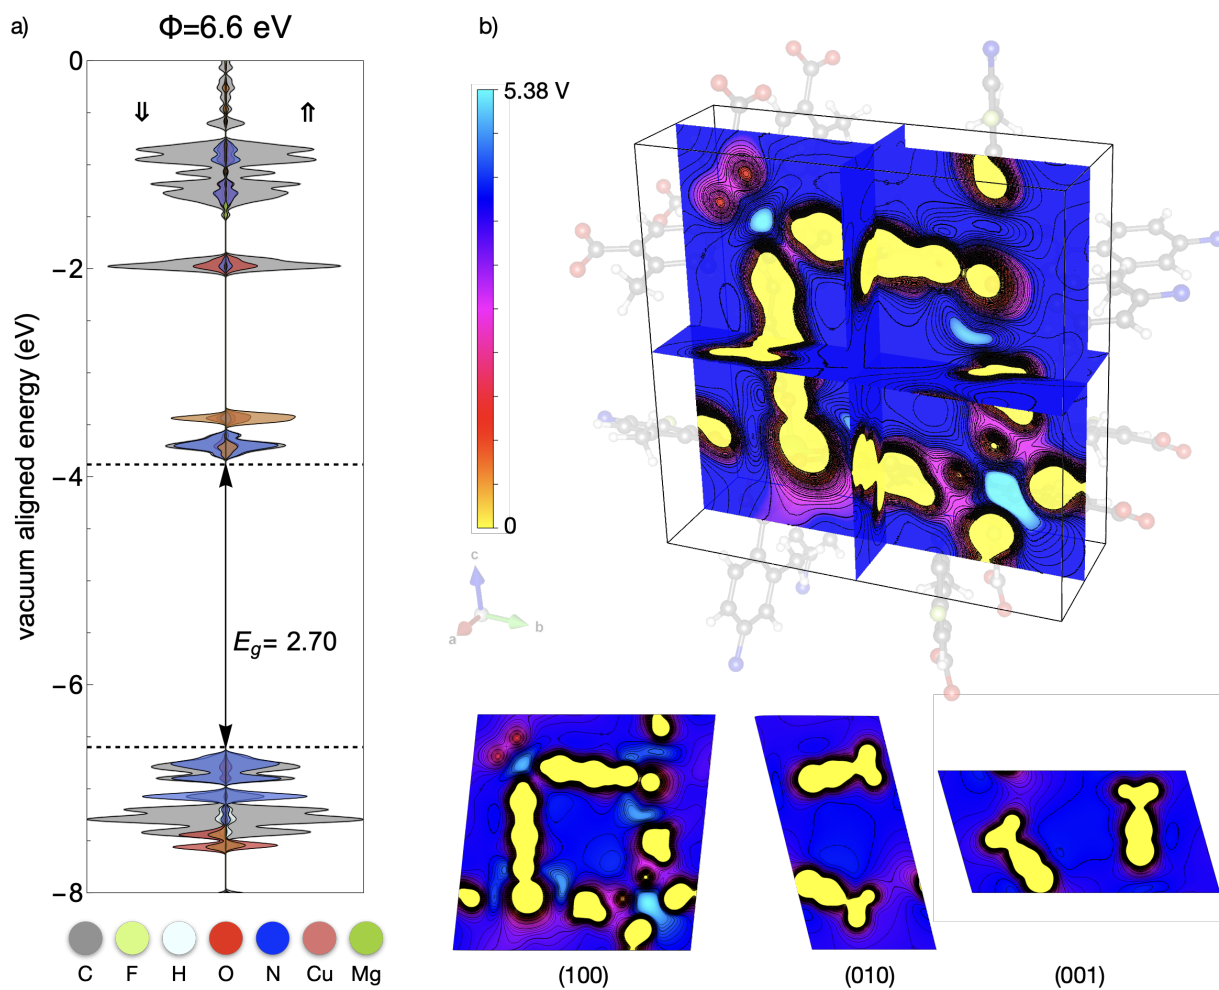 a)
Φ=6.6 eV
b)
0
−2
−4
−6
−8
vacuum aligned energy (eV)
⇓
⇑
Eg= 2.70
C
F
H
O
N
Cu
Mg
5.38 V
0
c
a
b
(100)
(010)
(001)